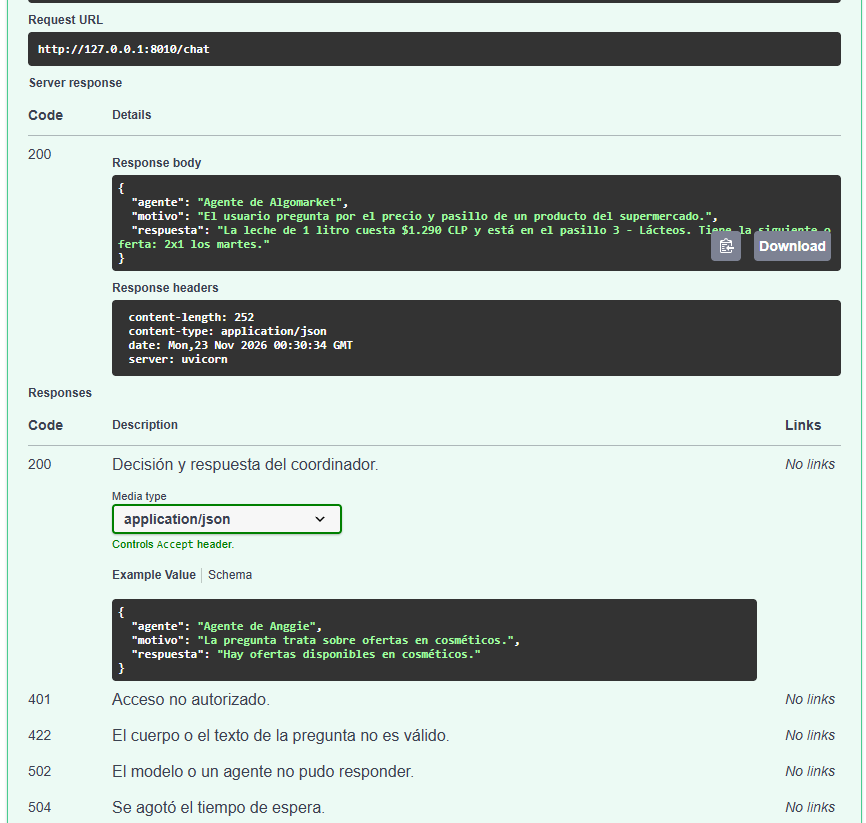 Request URL
http://127.0.0.1:8010/chat
Server response
Code Details
200
Response body
{
  "agente": "Agente de Algomarket",
  "motivo": "El usuario pregunta por el precio y pasillo de un producto del supermercado.",
  "respuesta": "La leche de 1 litro cuesta $1.290 CLP y está en el pasillo 3 - Lácteos. Tiene la siguiente o
ferta: 2x1 los martes."
}
Download
Response headers
content-length: 252
content-type: application/json
date: Mon,23 Nov 2026 00:30:34 GMT
server: uvicorn
Responses
Code Description Links
200 Decisión y respuesta del coordinador. No links
Media type
application/json
Controls Accept header.
Example Value Schema
{
  "agente": "Agente de Anggie",
  "motivo": "La pregunta trata sobre ofertas en cosméticos.",
  "respuesta": "Hay ofertas disponibles en cosméticos."
}
401 Acceso no autorizado. No links
422 El cuerpo o el texto de la pregunta no es válido. No links
502 El modelo o un agente no pudo responder. No links
504 Se agotó el tiempo de espera. No links